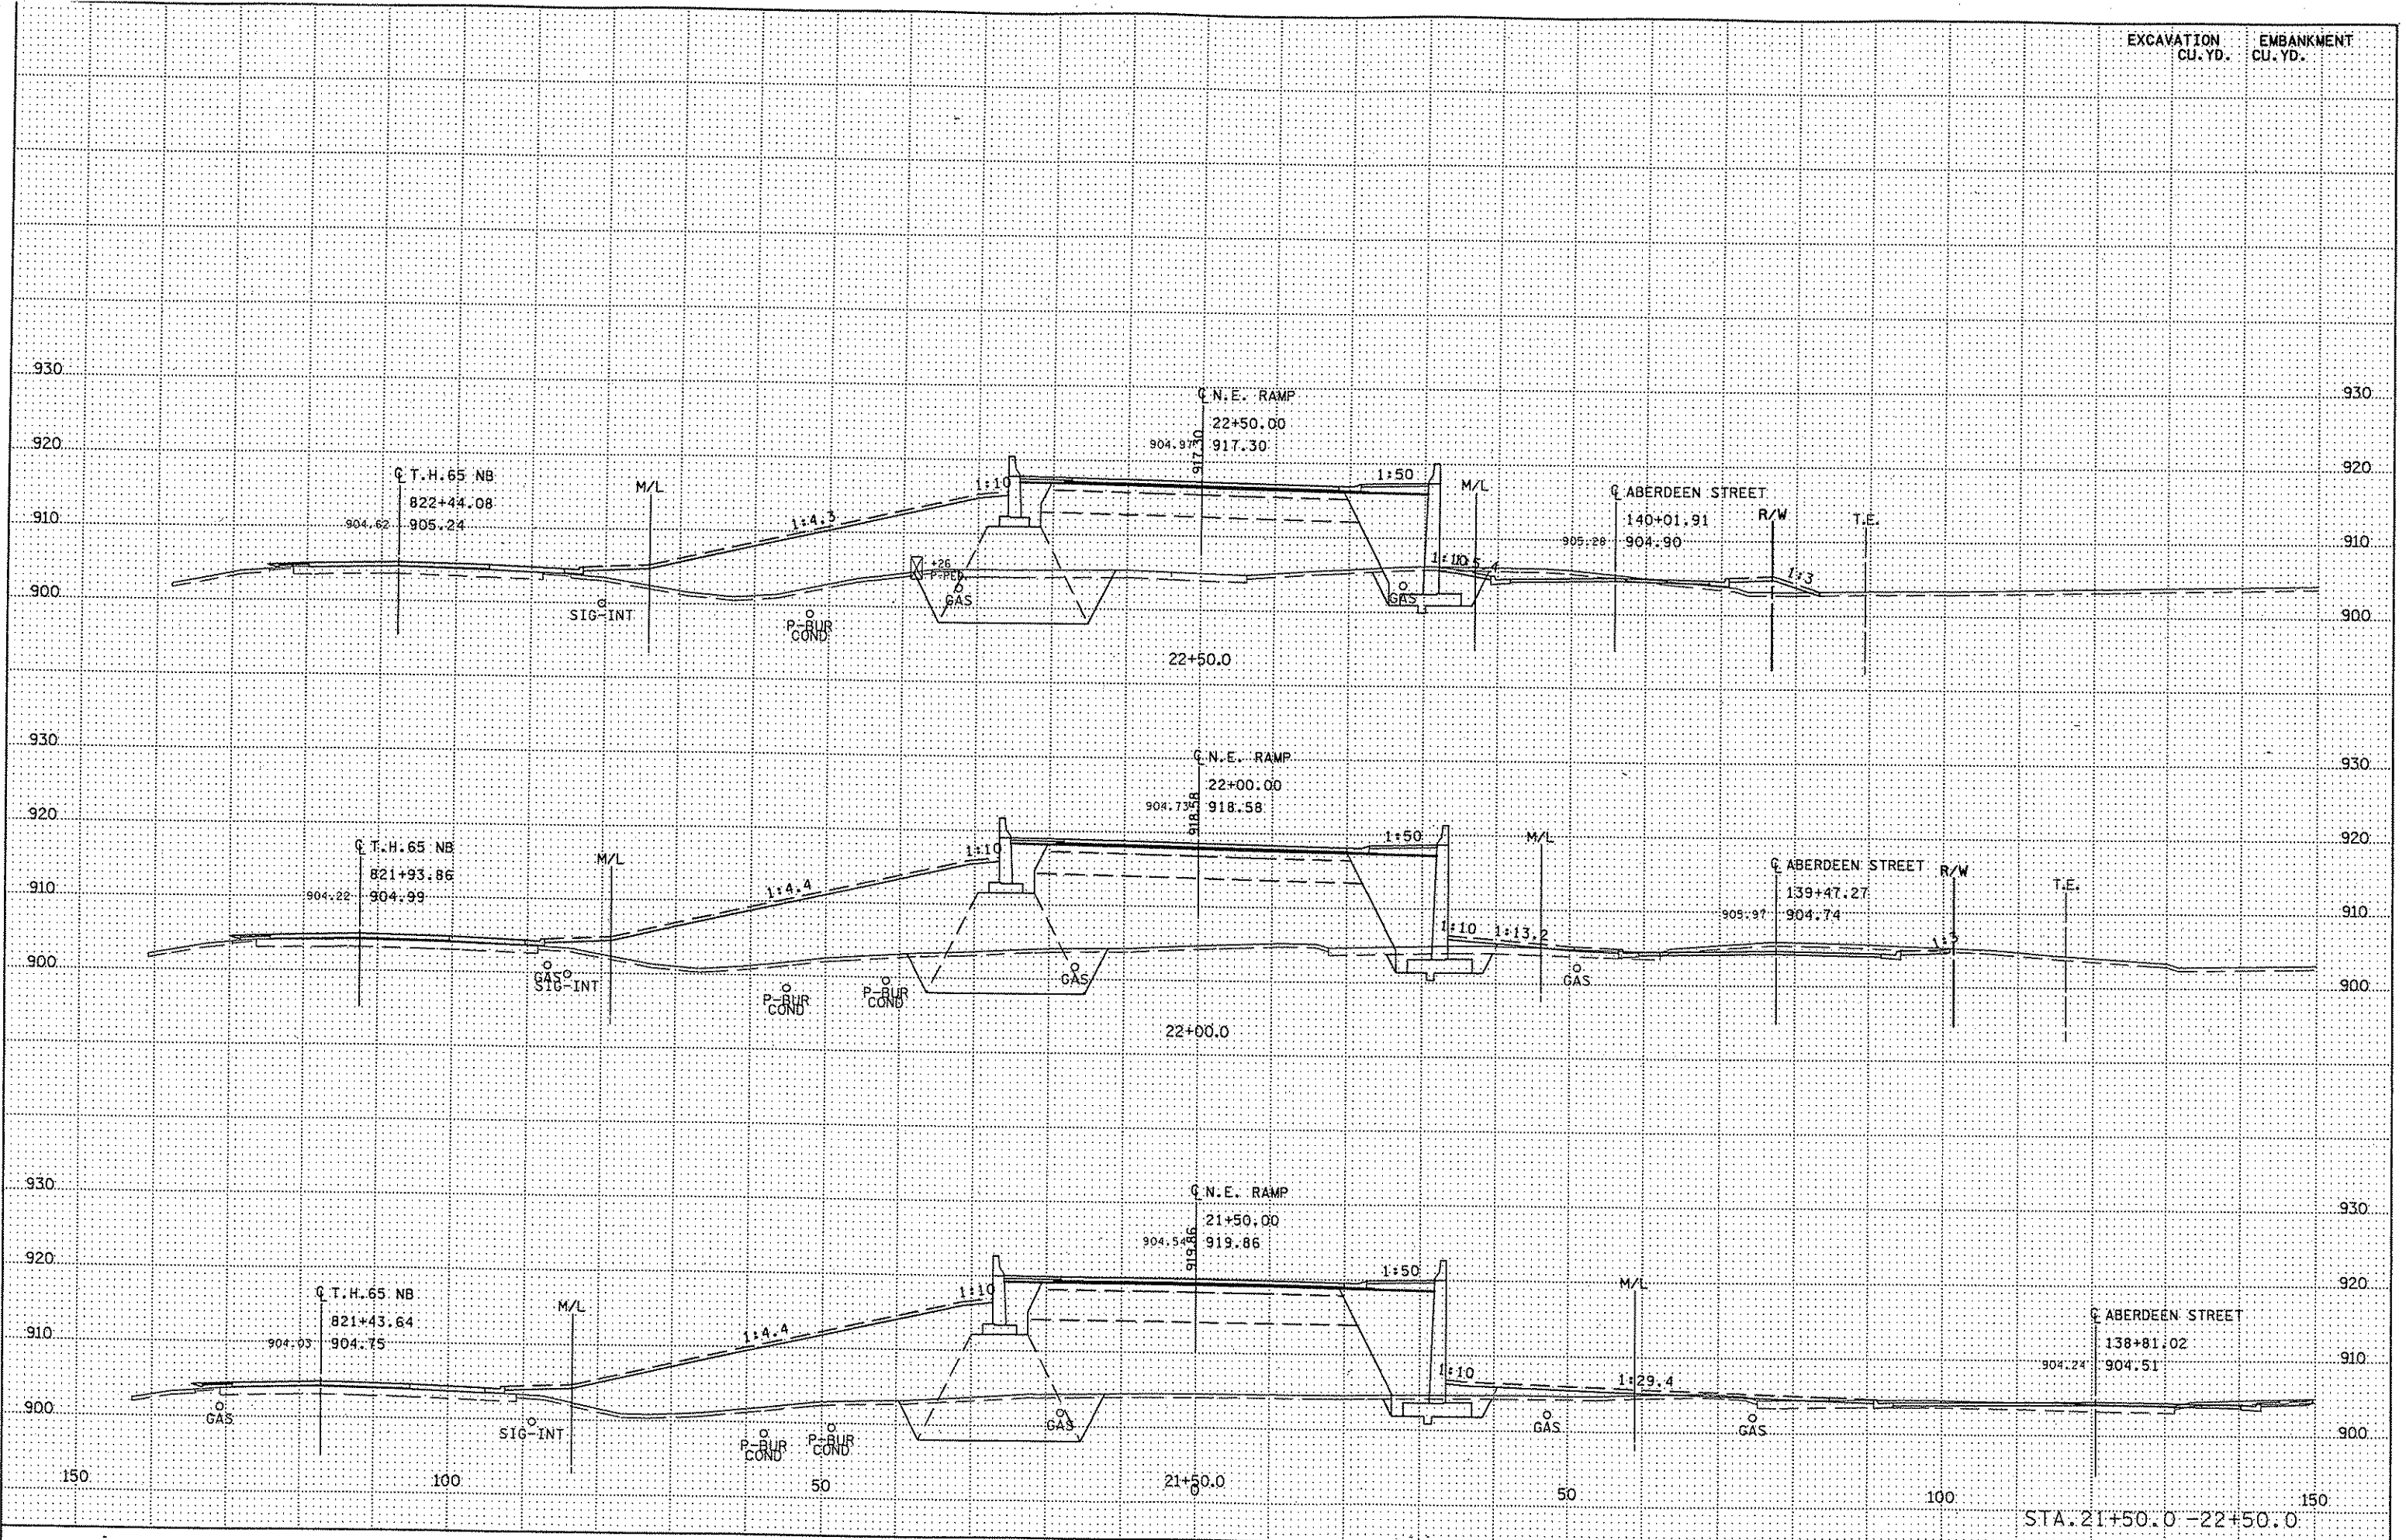 EXCAVATION EMBANKMENT
CU.YD. CU.YD.
930 930
℄ N.E. RAMP
22+50.00
904.97 917.30 917.30
920 920
℄ T.H.65 NB
822+44.08
904.62 905.24
M/L
1:10
1:50
M/L
℄ ABERDEEN STREET
140+01.91
905.28 904.90
R/W
T.E.
910 910
1:4.3
+26
P-PED.
1:3
900 900
SIG-INT
P-BUR
COND
GAS
GAS
22+50.0
930 930
℄ N.E. RAMP
22+00.00
904.73 918.58 918.58
920 920
℄ T.H.65 NB
821+93.86
904.22 904.99
M/L
1:10
1:50
M/L
℄ ABERDEEN STREET
139+47.27
905.97 904.74
R/W
T.E.
910 910
1:4.4
1:10 1:13.2
1:3
900 900
GAS
SIG-INT
P-BUR
COND
P-BUR
COND
GAS
GAS
22+00.0
930 930
℄ N.E. RAMP
21+50.00
904.54 919.86 919.86
920 920
℄ T.H.65 NB
821+43.64
904.03 904.75
M/L
1:10
1:50
M/L
℄ ABERDEEN STREET
138+81.02
904.24 904.51
910 910
1:4.4
1:10
1:29.4
900 900
GAS
SIG-INT
P-BUR
COND
P-BUR
COND
GAS
GAS
GAS
21+50.0
150 100 50 0 50 100 150
STA.21+50.0 -22+50.0